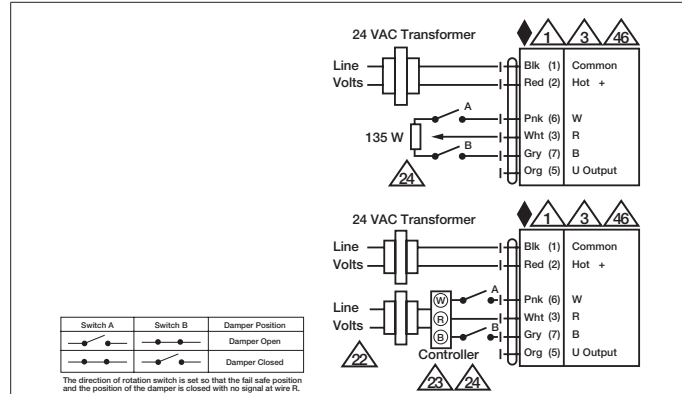 24 VAC Transformer
1 3 46
Line
Volts
Blk (1) Common
Red (2) Hot +
A
Pnk (6) W
135 W
Wht (3) R
B
Gry (7) B
Org (5) U Output
24
24 VAC Transformer
1 3 46
Line
Volts
Blk (1) Common
Red (2) Hot +
A
Line
Volts
W
R
B
B
Pnk (6) W
Wht (3) R
Gry (7) B
Org (5) U Output
22
Controller
23 24
Switch A Switch B Damper Position
Damper Open
Damper Closed
The direction of rotation switch is set so that the fail safe position
and the position of the damper is closed with no signal at wire R.